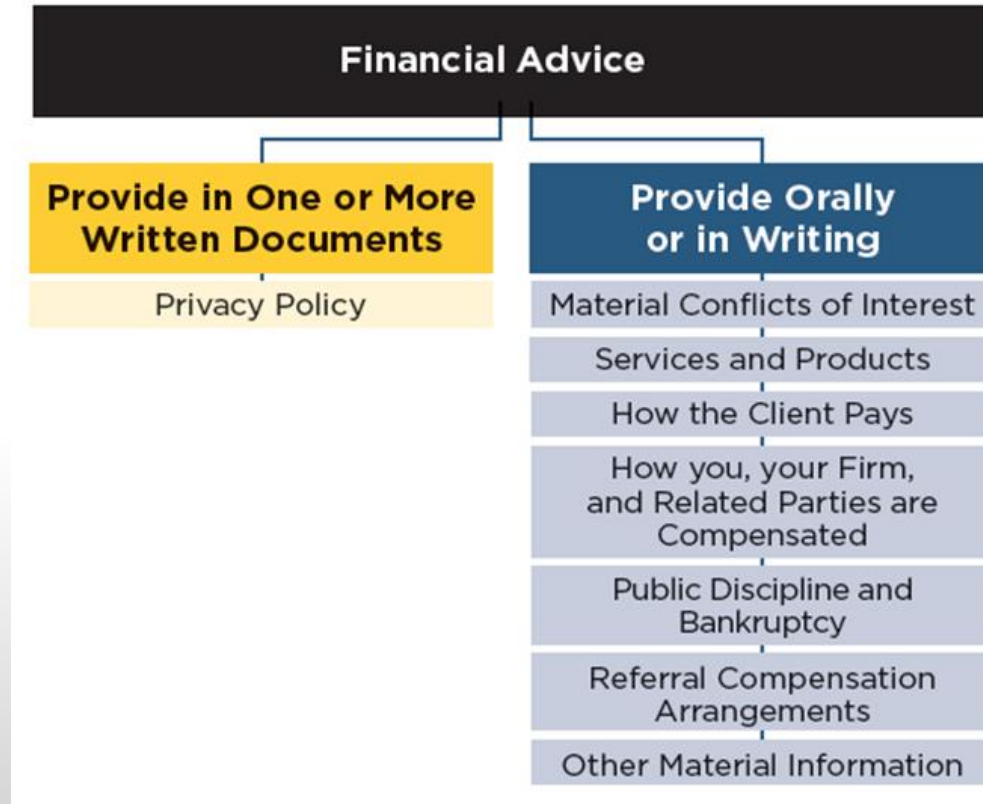 Financial Advice
Provide in One or More
Written Documents
Privacy Policy
Provide Orally
or in Writing
Material Conflicts of Interest
Services and Products
How the Client Pays
How you, your Firm,
and Related Parties are
Compensated
Public Discipline and
Bankruptcy
Referral Compensation
Arrangements
Other Material Information